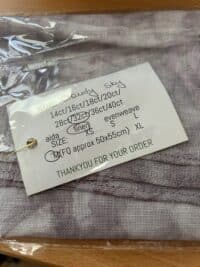 Cloudy Sky
14ct/16ct/18ct/20ct/
28ct/32ct/36ct/40ct
aida evenweave
linen
SIZE: XS S L
M(FQ approx 50x55cm) XL
THANKYOU FOR YOUR ORDER